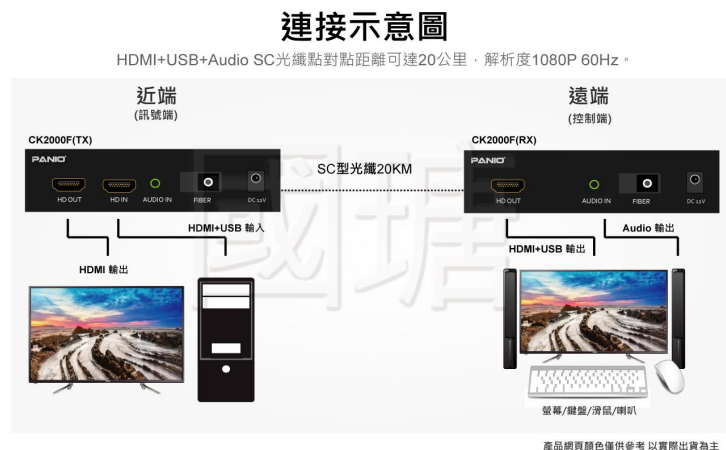 連接示意圖
HDMI+USB+Audio SC光纖點對點距離可達20公里，解析度1080P 60Hz。
近端
(訊號端)
遠端
(控制端)
CK2000F(TX)
CK2000F(RX)
PANIO
HD OUT
HD IN
AUDIO IN
FIBER
DC 12V
SC型光纖20KM
PANIO
HD OUT
AUDIO IN
FIBER
DC 12V
HDMI+USB 輸入
HDMI 輸出
Audio 輸出
HDMI+USB 輸出
國塘
螢幕/鍵盤/滑鼠/喇叭
產品網頁顏色僅供參考 以實際出貨為主